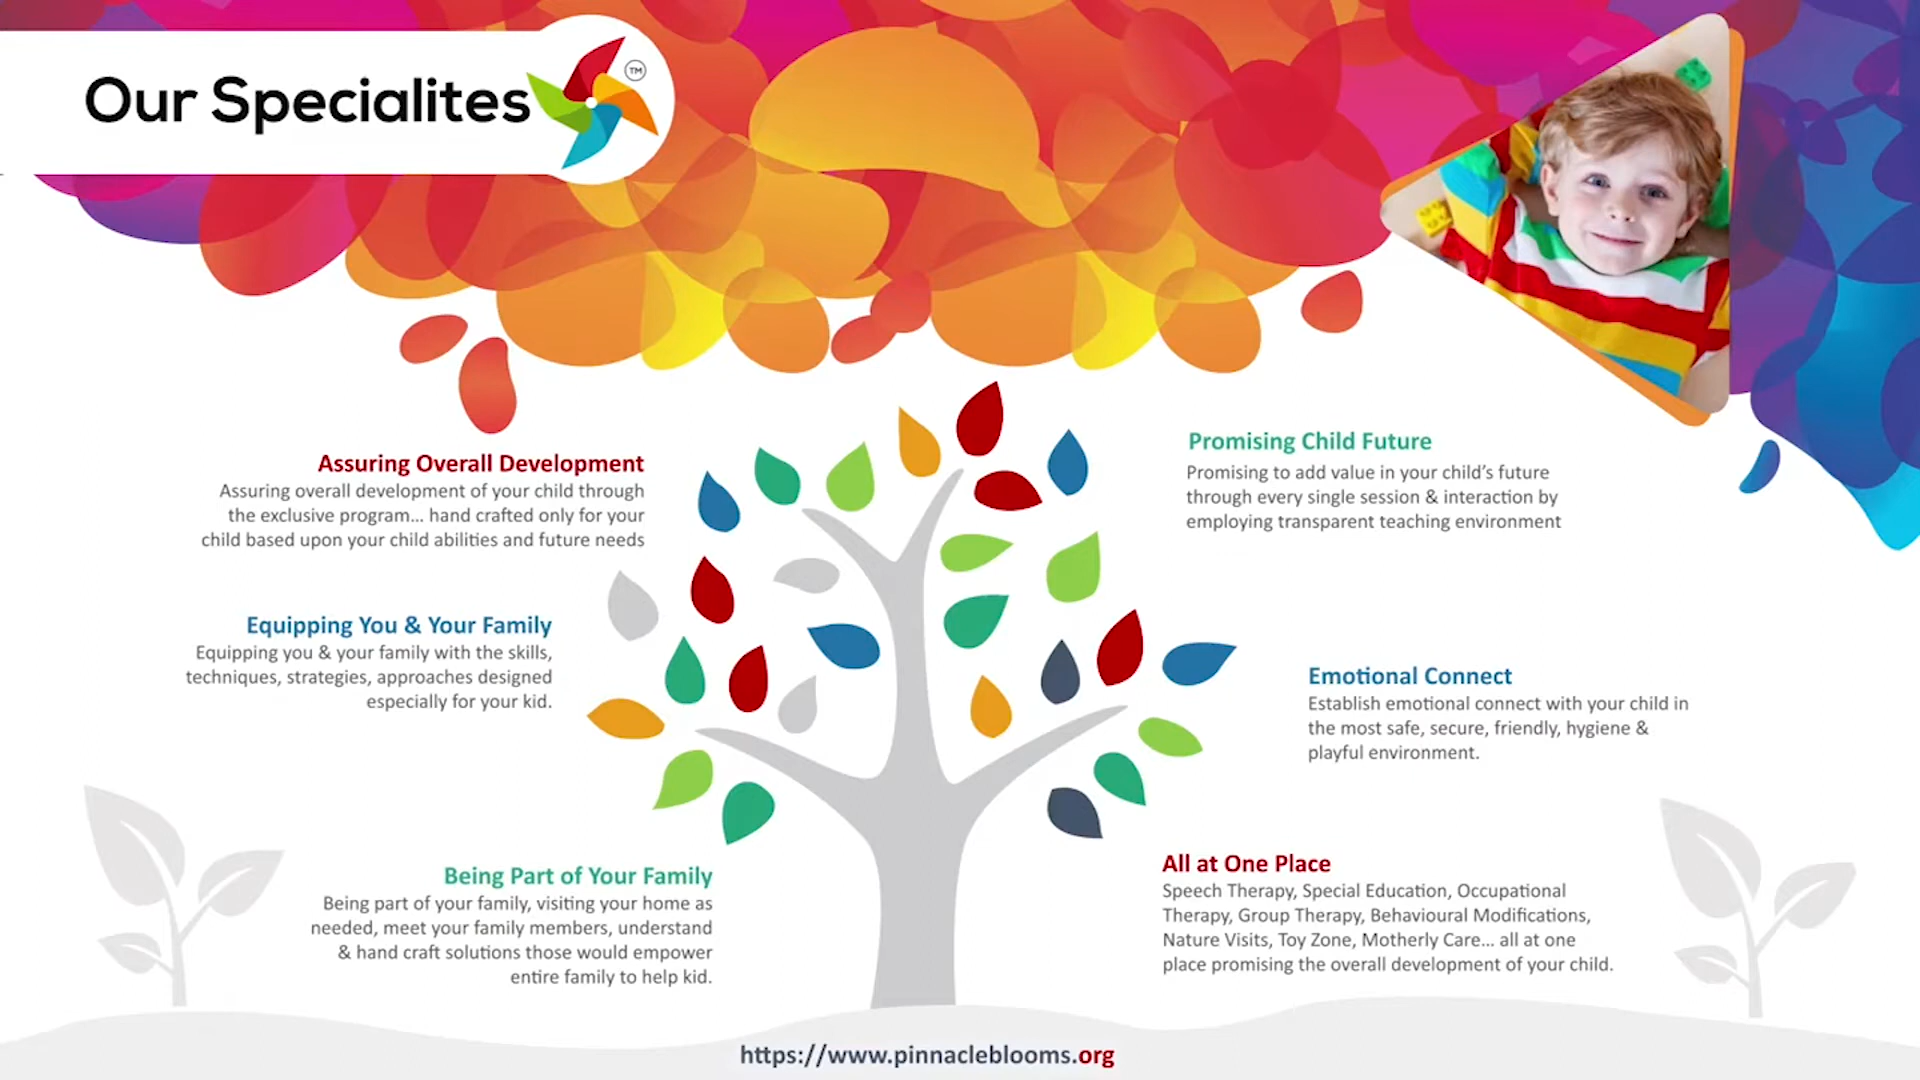 Our Specialites
TM
Assuring Overall Development
Assuring overall development of your child through
the exclusive program... hand crafted only for your
child based upon your child abilities and future needs
Equipping You & Your Family
Equipping you & your family with the skills,
techniques, strategies, approaches designed
especially for your kid.
Being Part of Your Family
Being part of your family, visiting your home as
needed, meet your family members, understand
& hand craft solutions those would empower
entire family to help kid.
Promising Child Future
Promising to add value in your child's future
through every single session & interaction by
employing transparent teaching environment
Emotional Connect
Establish emotional connect with your child in
the most safe, secure, friendly, hygiene &
playful environment.
All at One Place
Speech Therapy, Special Education, Occupational
Therapy, Group Therapy, Behavioural Modifications,
Nature Visits, Toy Zone, Motherly Care... all at one
place promising the overall development of your child.
https://www.pinnacleblooms.org